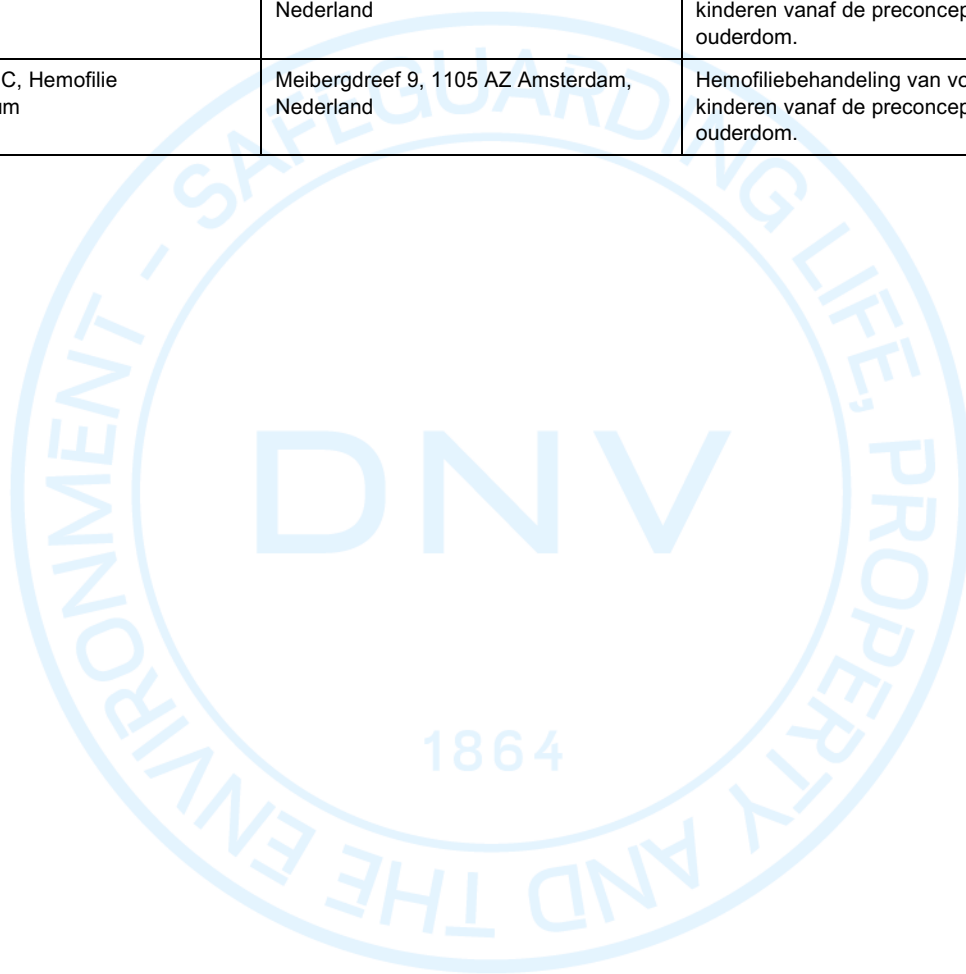 Nederland
kinderen vanaf de preconcep
ouderdom.
C, Hemofilie
um
Meibergdreef 9, 1105 AZ Amsterdam,
Nederland
Hemofiliebehandeling van vo
kinderen vanaf de preconcep
ouderdom.
SAFEGUARDING LIFE, PROPERTY AND THE ENVIRONMENT -
DNV
1864